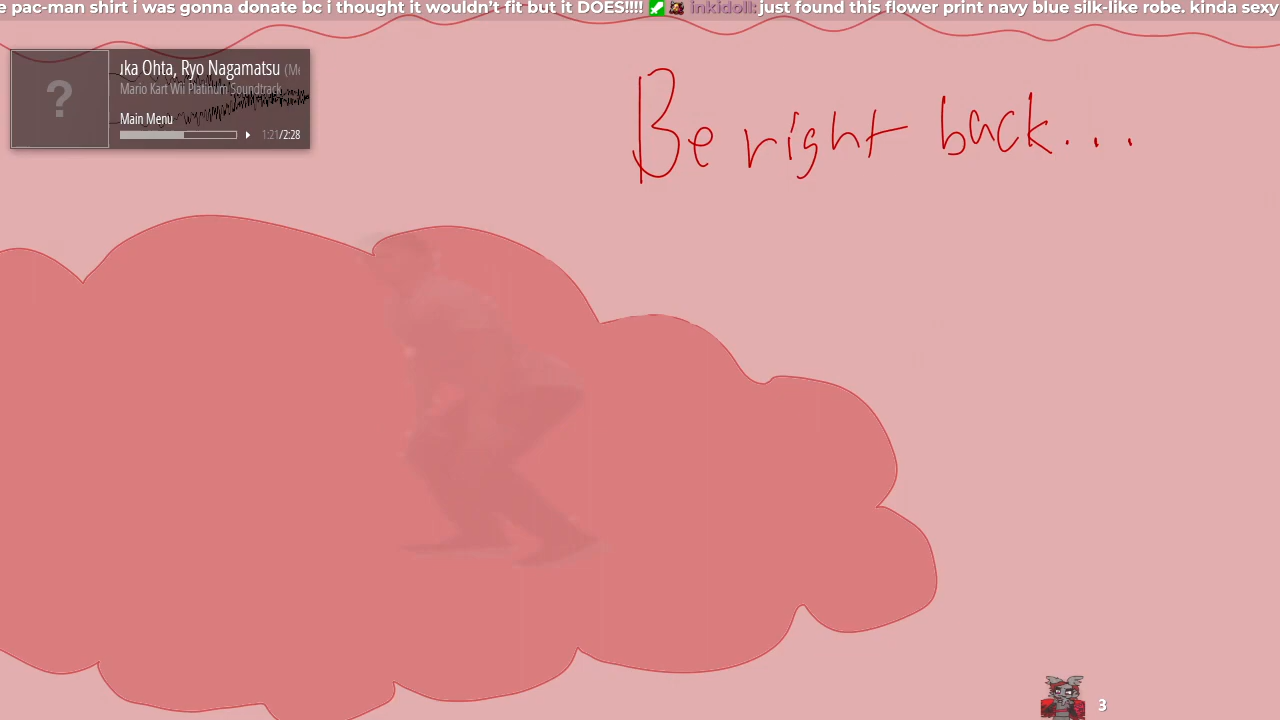 e pac-man shirt i was gonna donate bc i thought it wouldn't fit but it DOES!!!! inkidoll: just found this flower print navy blue silk-like robe. kinda sexy
ka Ohta, Ryo Nagamatsu (M
Mario Kart Wii Platinum Soundtrack
Main Menu
1:21/2:28
?
Be right back...
3